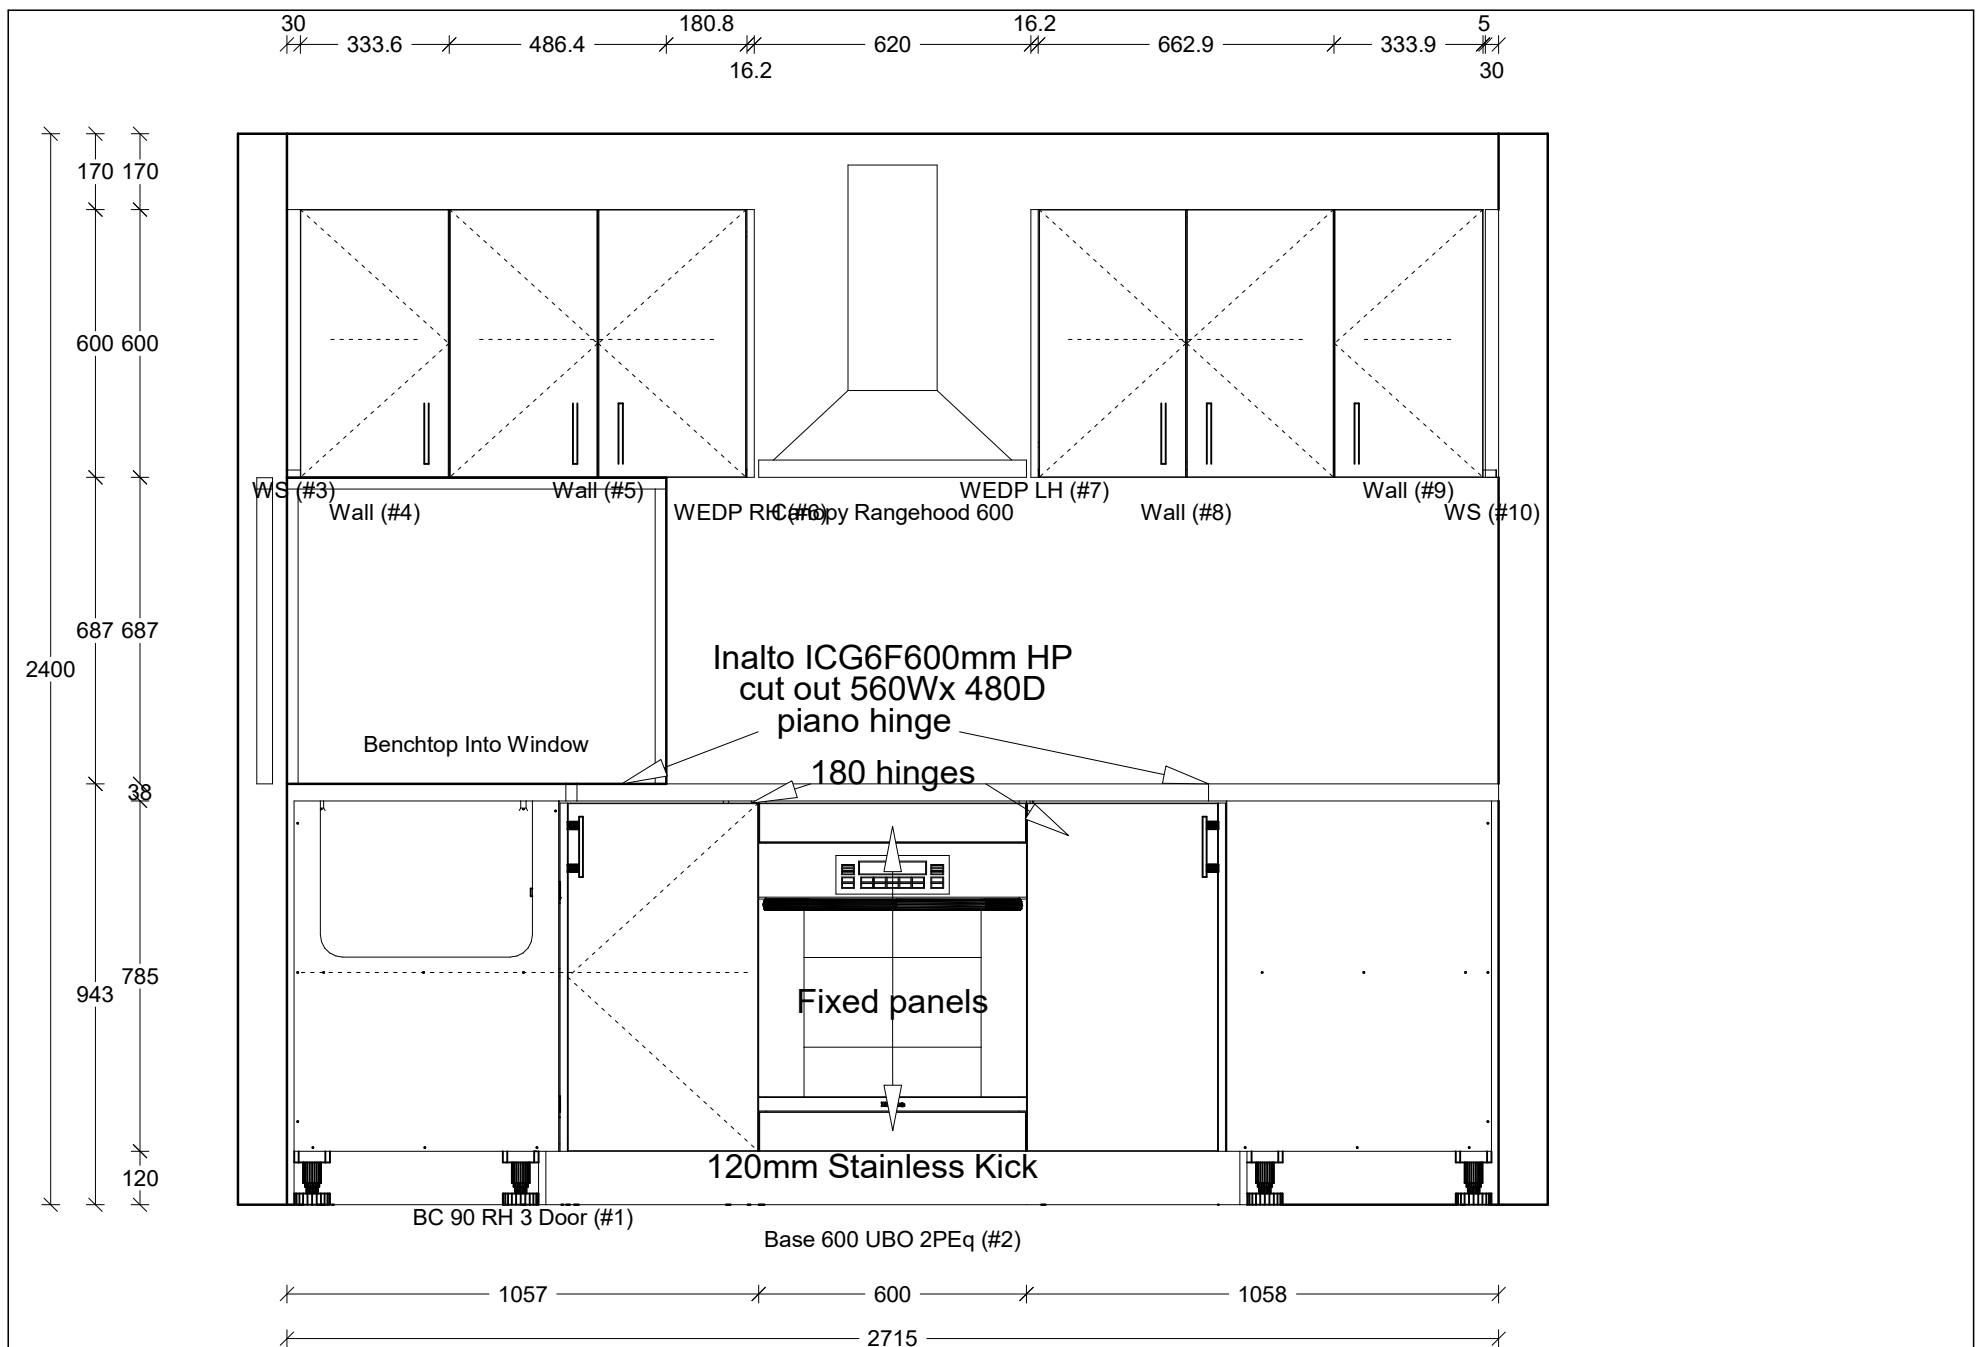 30 180.8 16.2 5
333.6 486.4 620 662.9 333.9
16.2 30
170 170
600 600
WS (#3) Wall (#5) WEDP LH (#7) Wall (#9)
Wall (#4) WEDP RH (#6) Canopy Rangehood 600 Wall (#8) WS (#10)
687 687
2400
Inalto ICG6F600mm HP
cut out 560Wx 480D
piano hinge
Benchtop Into Window
180 hinges
38
785
943
Fixed panels
120mm Stainless Kick
120
BC 90 RH 3 Door (#1)
Base 600 UBO 2PEq (#2)
1057 600 1058
2715